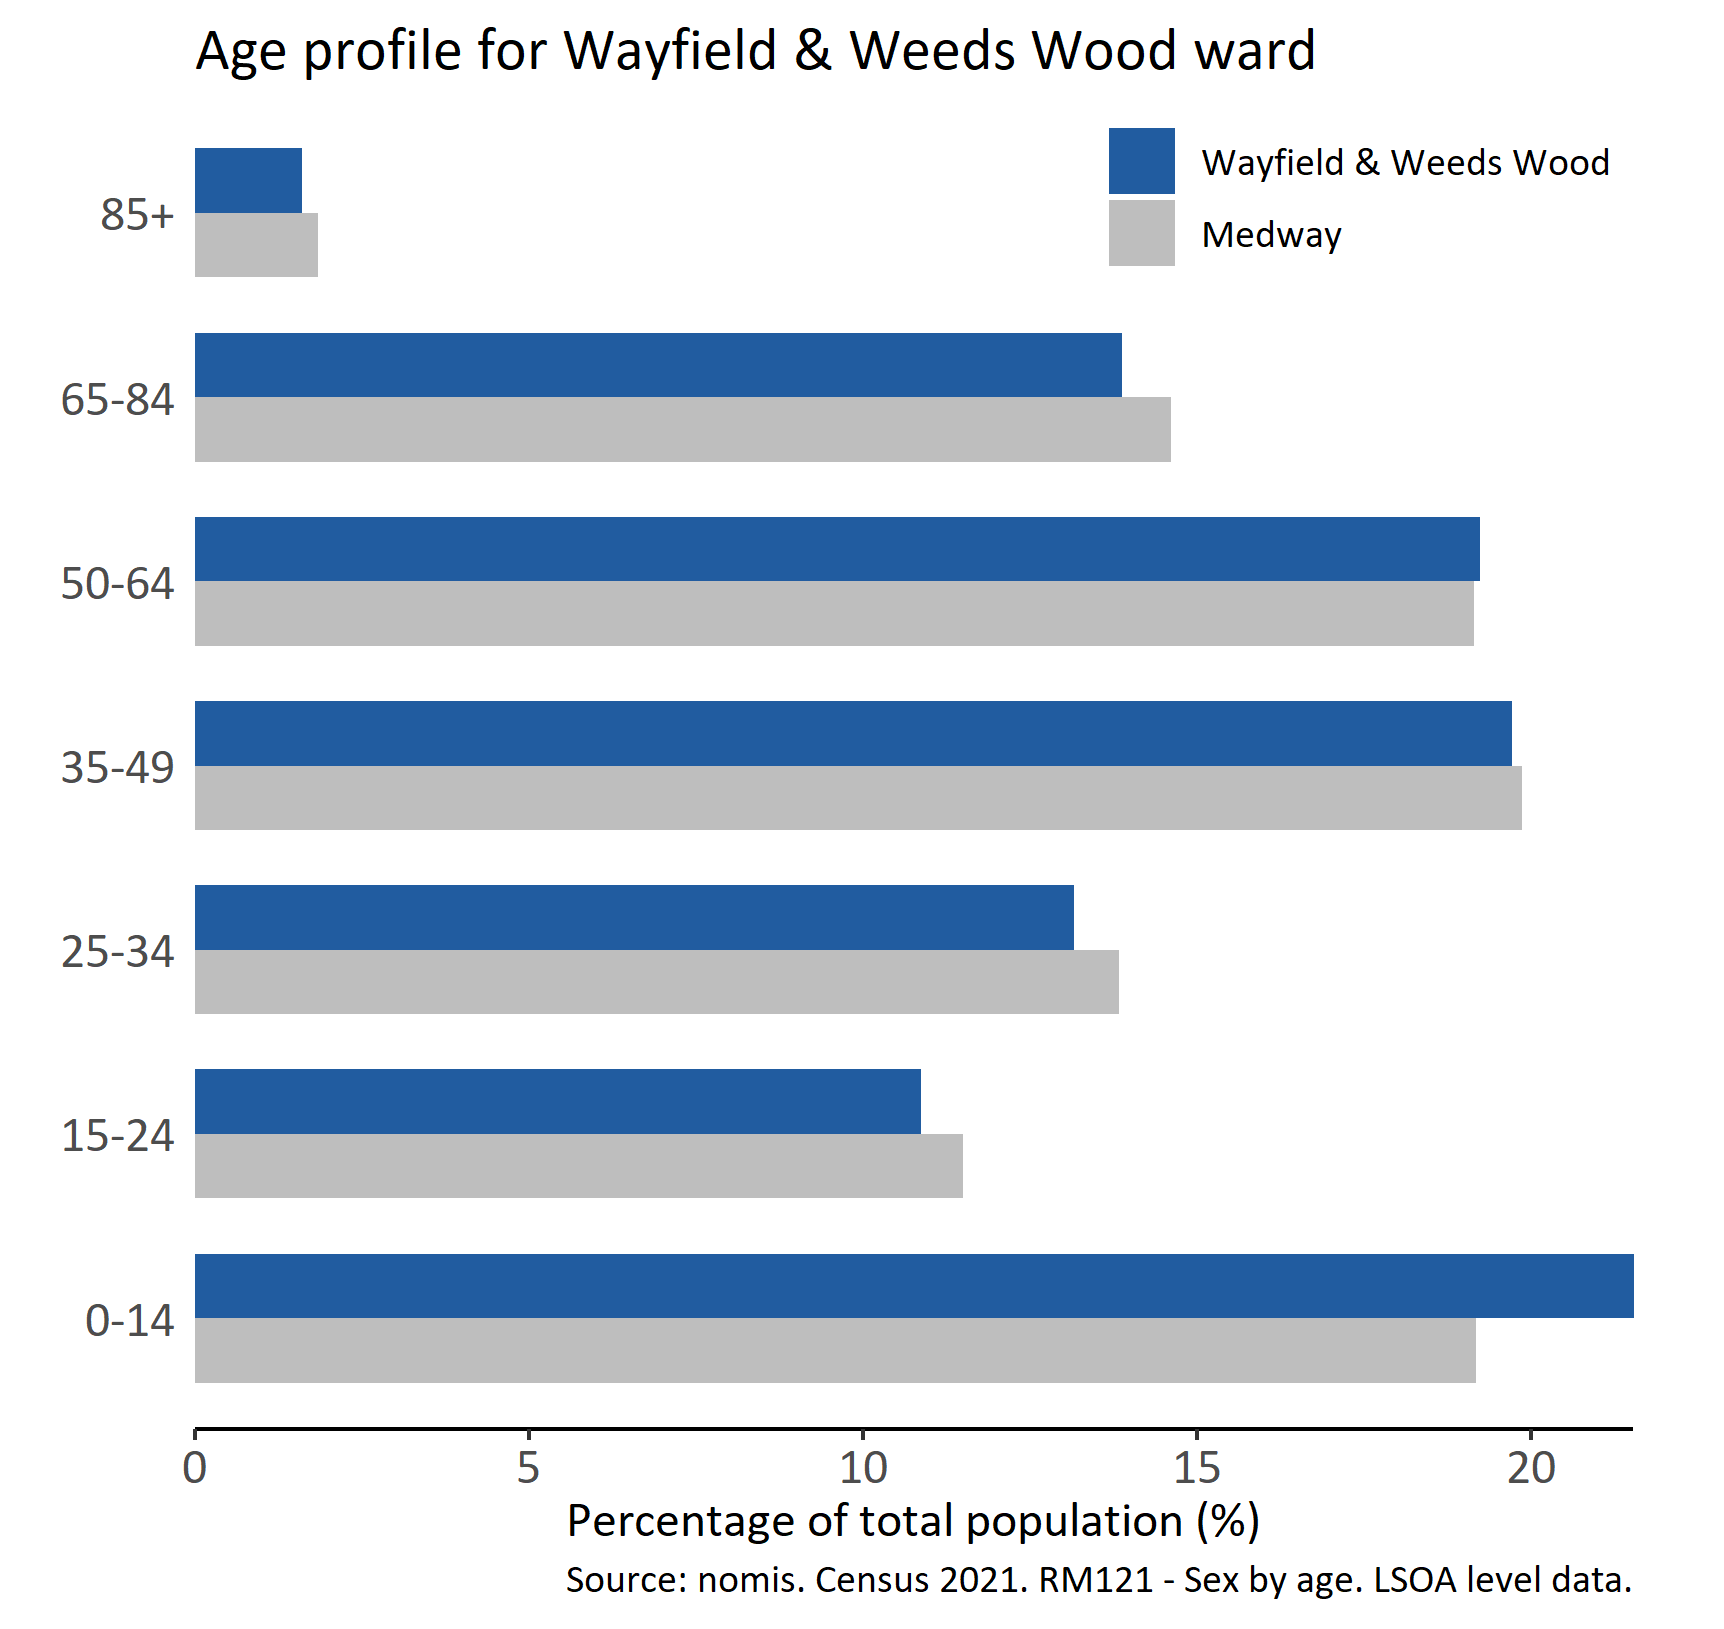 Age profile for Wayfield & Weeds Wood ward
Wayfield & Weeds Wood
Medway
85+
65-84
50-64
35-49
25-34
15-24
0-14
0 5 10 15 20
Percentage of total population (%)
Source: nomis. Census 2021. RM121 - Sex by age. LSOA level data.